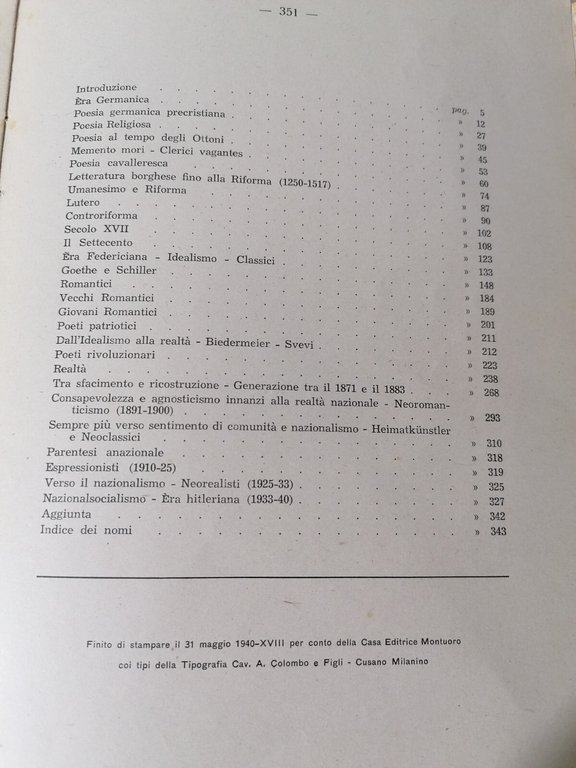 — 351 —
Introduzione . . . . . . . . . . pag. 5
Èra Germanica . . . . . . . . . . » 12
Poesia germanica precristiana . . . . . . . . » 27
Poesia Religiosa . . . . . . . . . . » 39
Poesia al tempo degli Ottoni . . . . . . . . » 45
Memento mori - Clerici vagantes . . . . . . . » 53
Poesia cavalleresca . . . . . . . . . » 60
Letteratura borghese fino alla Riforma (1250-1517) . . . . » 74
Umanesimo e Riforma . . . . . . . . . » 87
Lutero . . . . . . . . . . . » 90
Controriforma . . . . . . . . . . » 102
Secolo XVII . . . . . . . . . . » 108
Il Settecento . . . . . . . . . . » 123
Èra Federiciana - Idealismo - Classici . . . . . . » 133
Goethe e Schiller . . . . . . . . . » 148
Romantici . . . . . . . . . . » 184
Vecchi Romantici . . . . . . . . . » 189
Giovani Romantici . . . . . . . . . » 201
Poeti patriotici . . . . . . . . . . » 211
Dall'Idealismo alla realtà - Biedermeier - Svevi . . . . . » 212
Poeti rivoluzionari . . . . . . . . . » 223
Realtà . . . . . . . . . . . » 238
Tra sfacimento e ricostruzione - Generazione tra il 1871 e il 1883 . . » 268
Consapevolezza e agnosticismo innanzi alla realtà nazionale - Neoroman-
ticismo (1891-1900) . . . . . . . . . » 293
Sempre più verso sentimento di comunità e nazionalismo - Heimatkünstler
e Neoclassici . . . . . . . . . . » 310
Parentesi anazionale . . . . . . . . . » 318
Espressionisti (1910-25) . . . . . . . . » 319
Verso il nazionalismo - Neorealisti (1925-33) . . . . . » 325
Nazionalsocialismo - Èra hitleriana (1933-40) . . . . . » 327
Aggiunta . . . . . . . . . . . » 342
Indice dei nomi . . . . . . . . . . » 343
Finito di stampare il 31 maggio 1940-XVIII per conto della Casa Editrice Montuoro
coi tipi della Tipografia Cav. A. Colombo e Figli - Cusano Milanino